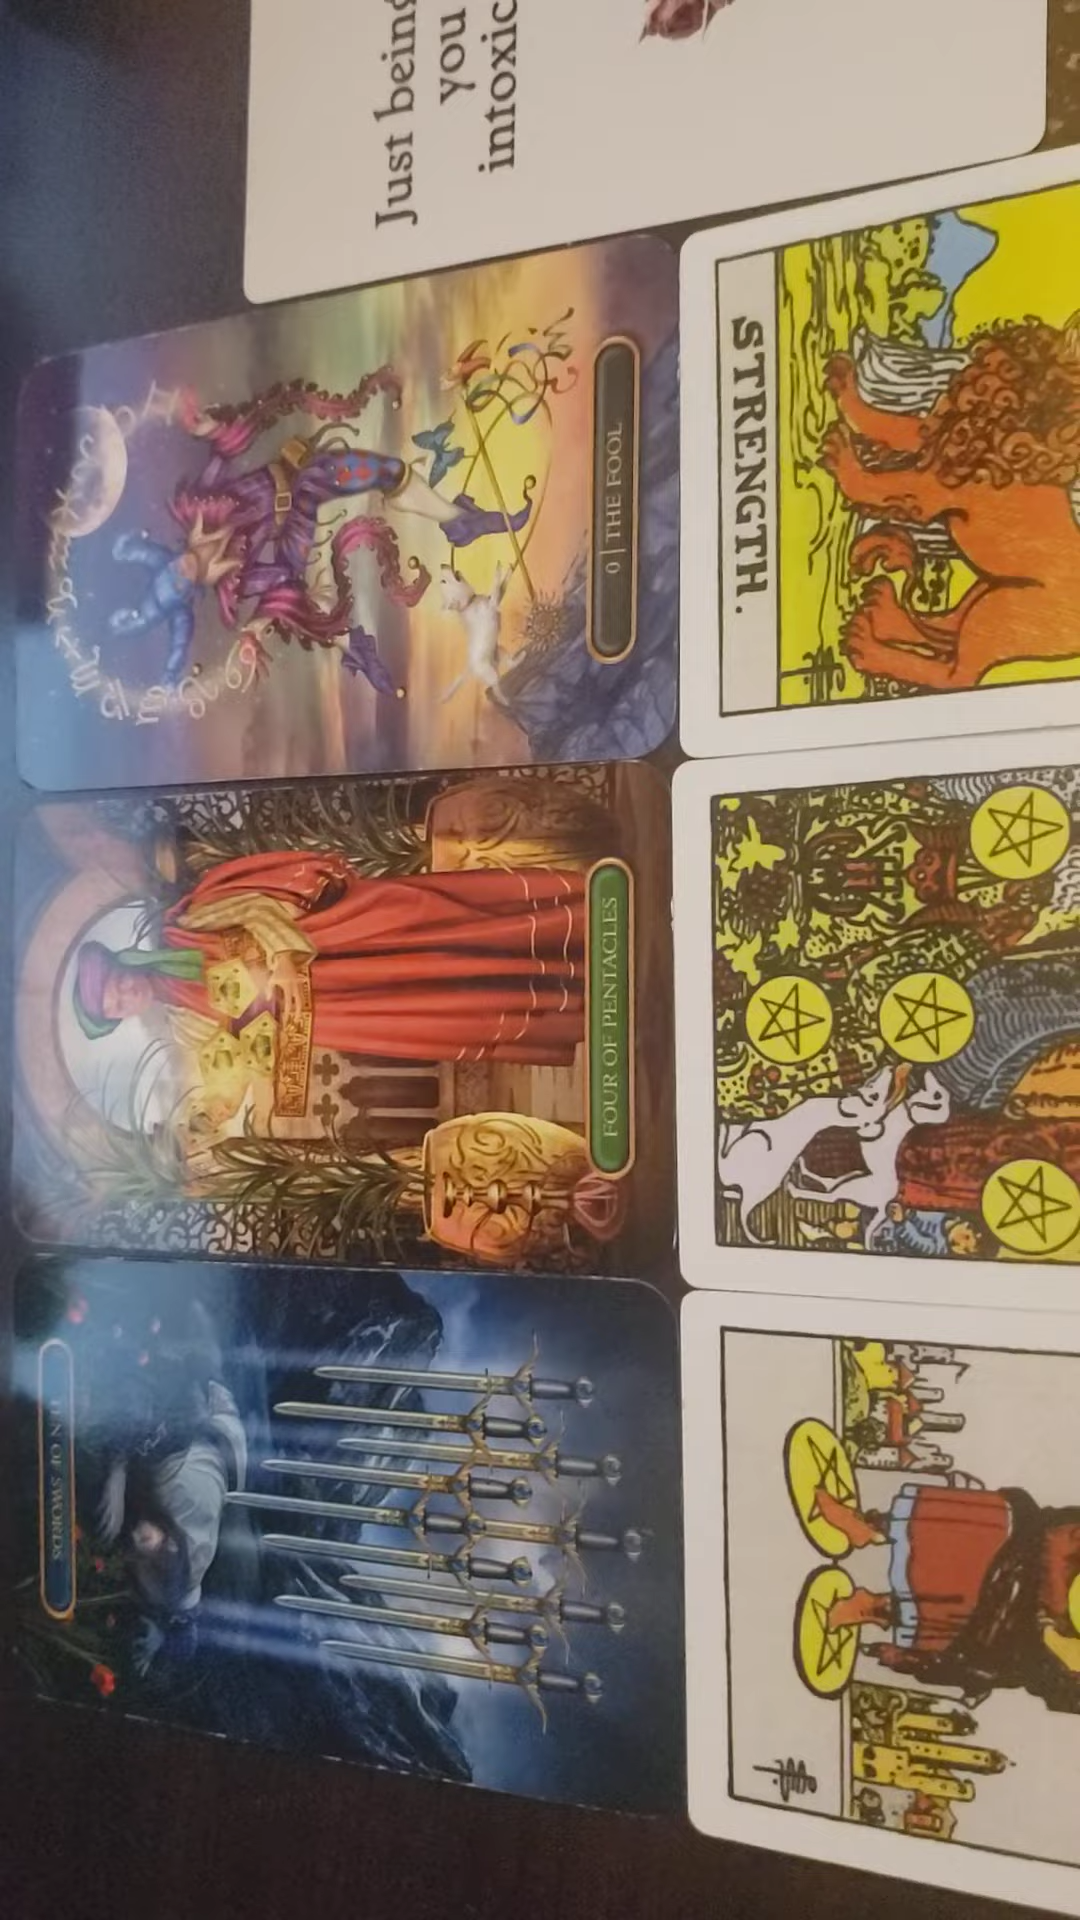 Just being
you
intoxic
0 | THE FOOL
STRENGTH.
FOUR OF PENTACLES
TEN OF SWORDS